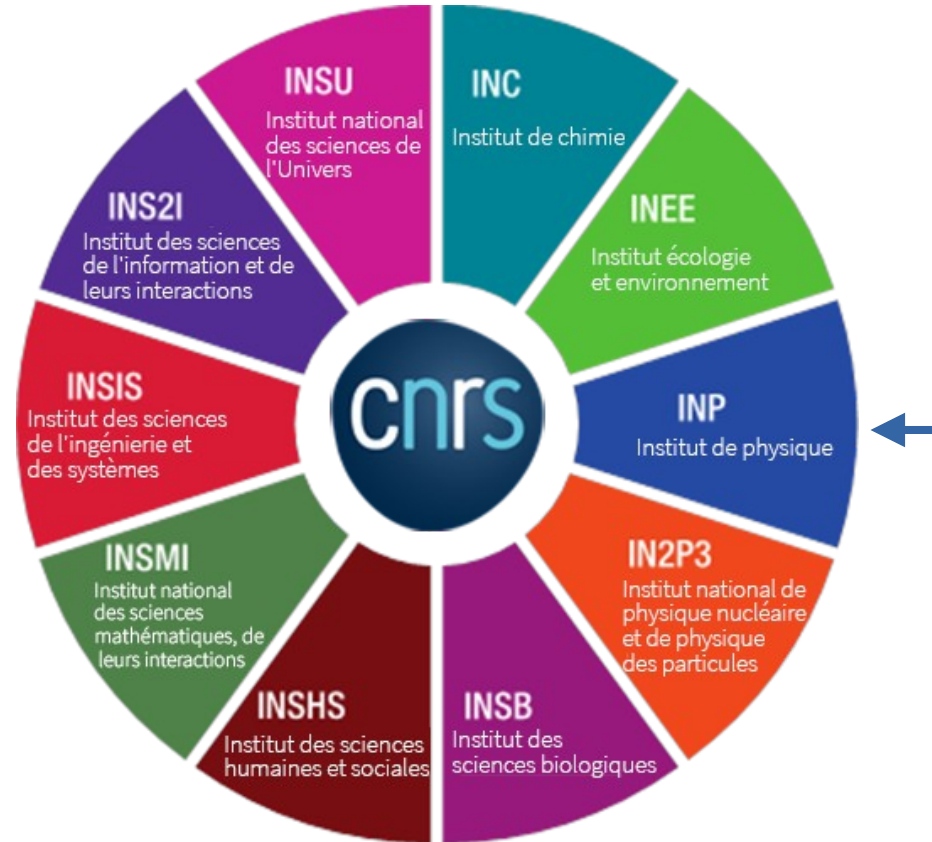 INSU
Institut national
des sciences de
l'Univers
INC
Institut de chimie
INEE
Institut écologie
et environnement
INP
Institut de physique
IN2P3
Institut national de
physique nucléaire
et de physique
des particules
INSB
Institut des
sciences biologiques
INSHS
Institut des sciences
humaines et sociales
INSMI
Institut national
des sciences
mathématiques, de
leurs interactions
INSIS
Institut des sciences
de l'ingénierie et
des systèmes
INS2I
Institut des sciences
de l'information et de
leurs interactions
cnrs